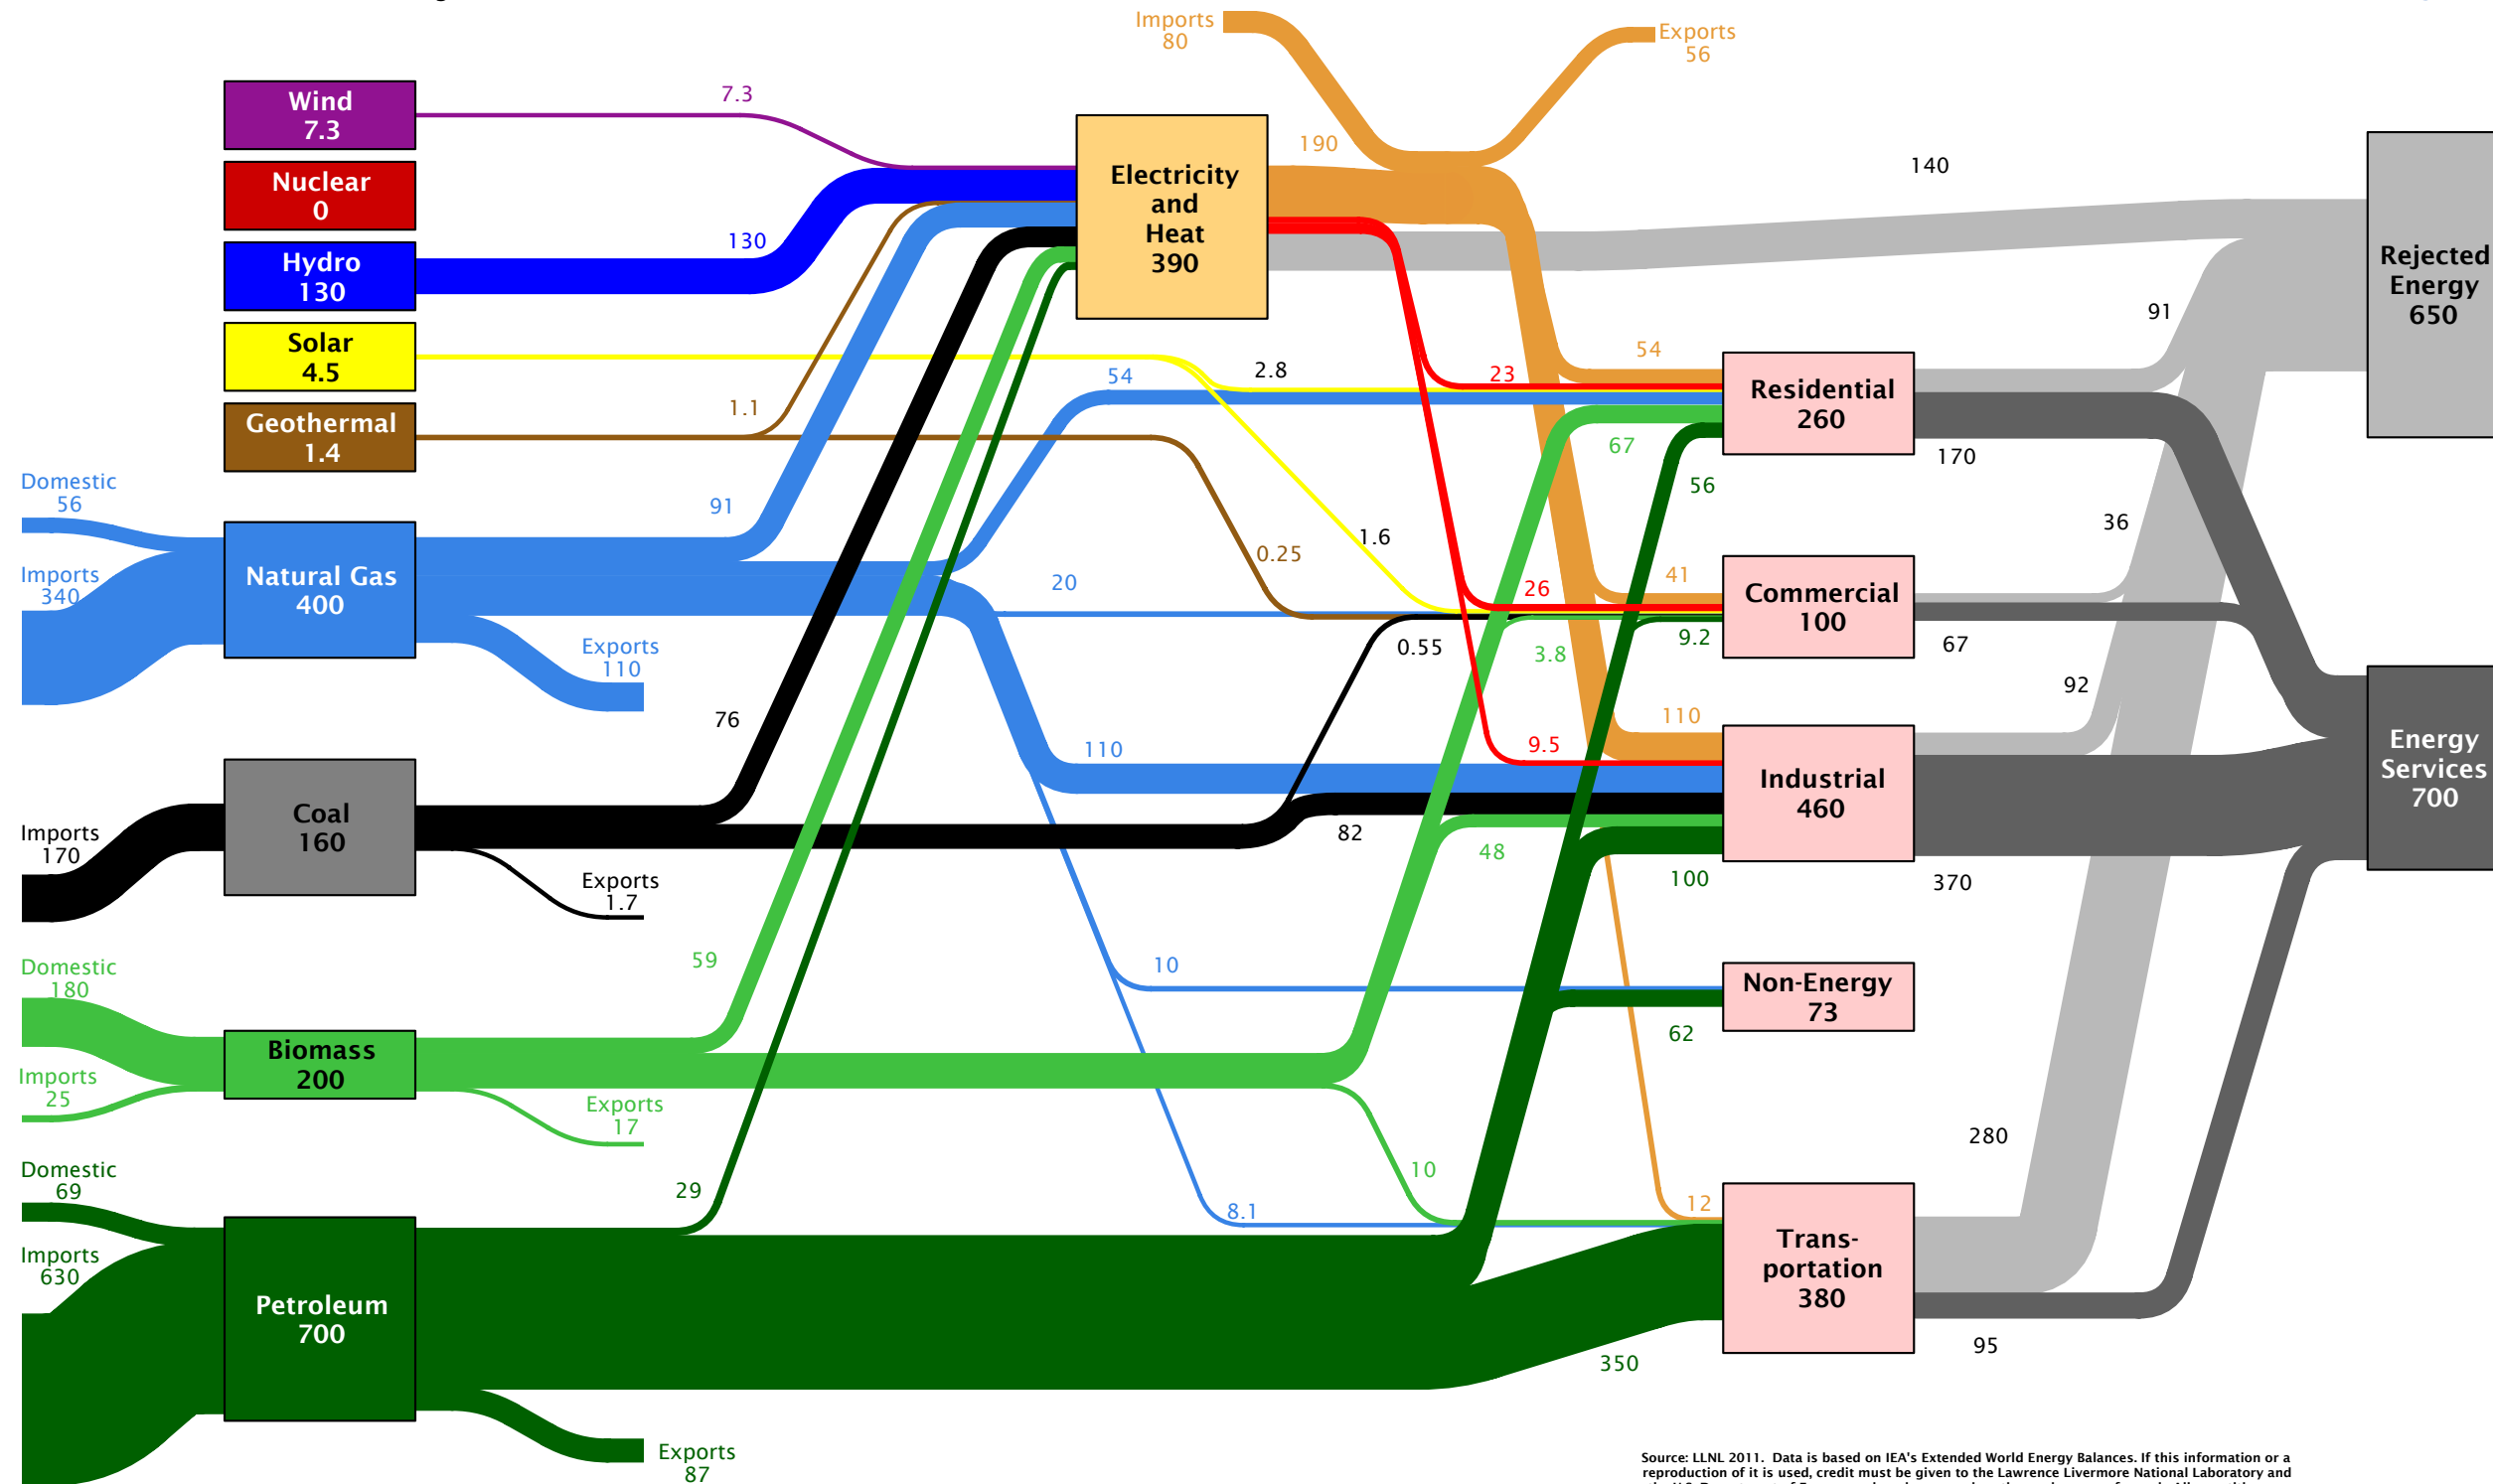 Imports
80
Exports
56
Wind
7.3
7.3
Nuclear
0
Hydro
130
130
Solar
4.5
Geothermal
1.4
1.1
Electricity
and
Heat
390
190
140
Rejected
Energy
650
91
2.8
54
54
23
Residential
260
67
56
170
Domestic
56
Imports
340
Natural Gas
400
91
Exports
110
20
0.25
1.6
26
41
Commercial
100
36
67
0.55
3.8
9.2
92
76
110
110
9.5
Industrial
460
Energy
Services
700
Imports
170
Coal
160
Exports
1.7
82
48
100
370
Domestic
180
Imports
25
Biomass
200
59
Exports
17
10
Non-Energy
73
62
280
Domestic
69
Imports
630
Petroleum
700
29
8.1
10
12
Trans-
portation
380
350
95
Exports
87
Source: LLNL 2011. Data is based on IEA's Extended World Energy Balances. If this information or a
reproduction of it is used, credit must be given to the Lawrence Livermore National Laboratory and